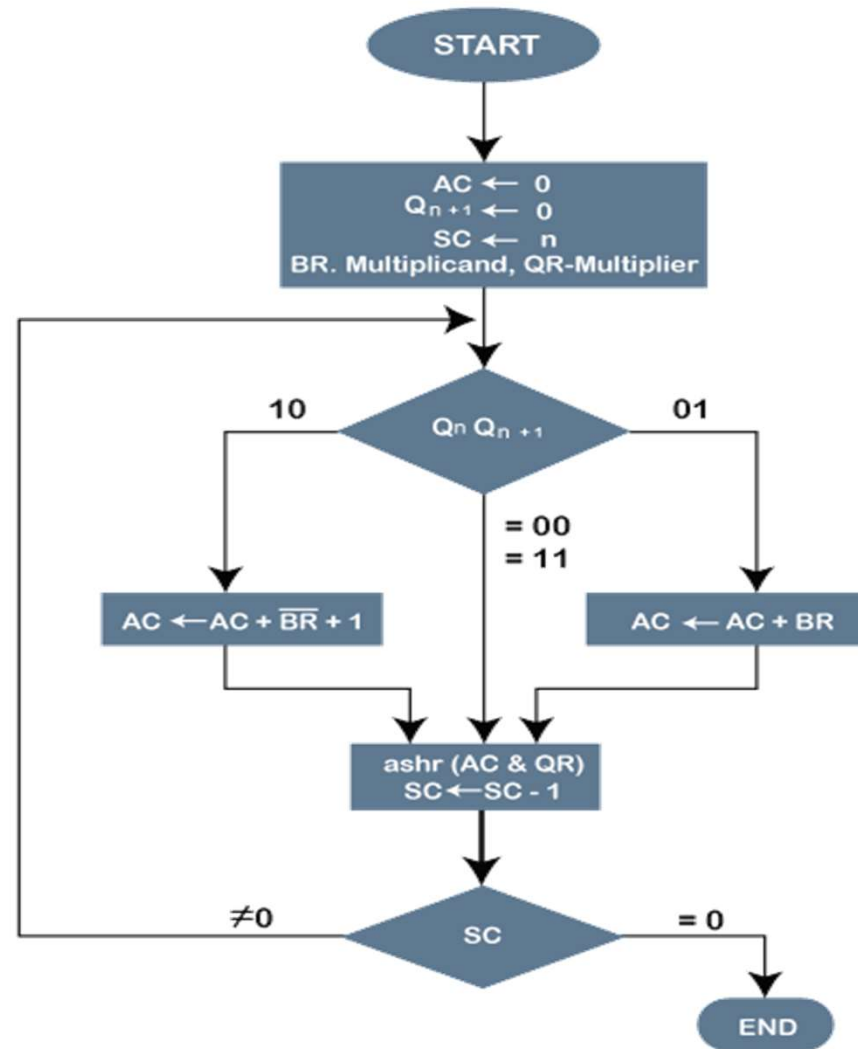 START
AC ← 0
Qn + 1 ← 0
SC ← n
BR. Multiplicand, QR-Multiplier
10
Qn Qn + 1
01
= 00
= 11
AC ← AC + B̅R̅ + 1
AC ← AC + BR
ashr (AC & QR)
SC ← SC - 1
≠0
SC
= 0
END